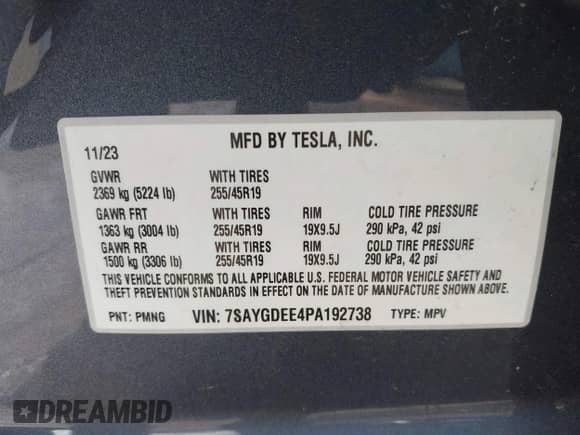 MFD BY TESLA, INC.
11/23
GVWR WITH TIRES
2369 kg (5224 lb) 255/45R19
GAWR FRT WITH TIRES RIM COLD TIRE PRESSURE
1363 kg (3004 lb) 255/45R19 19X9.5J 290 kPa, 42 psi
GAWR RR WITH TIRES RIM COLD TIRE PRESSURE
1500 kg (3306 lb) 255/45R19 19X9.5J 290 kPa, 42 psi
THIS VEHICLE CONFORMS TO ALL APPLICABLE U.S. FEDERAL MOTOR VEHICLE SAFETY AND
THEFT PREVENTION STANDARDS IN EFFECT ON THE DATE OF MANUFACTURE SHOWN ABOVE.
PNT: PMNG VIN: 7SAYGDEE4PA192738 TYPE: MPV
DREAMBID